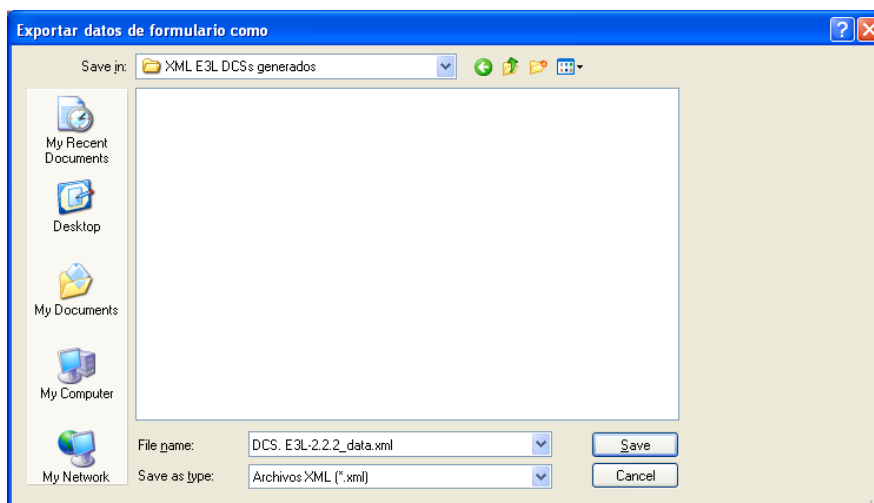 Exportar datos de formulario como
Save in: XML E3L DCSs generados
My Recent
Documents
Desktop
My Documents
My Computer
My Network
File name: DCS. E3L-2.2.2_data.xml Save
Save as type: Archivos XML (*.xml) Cancel